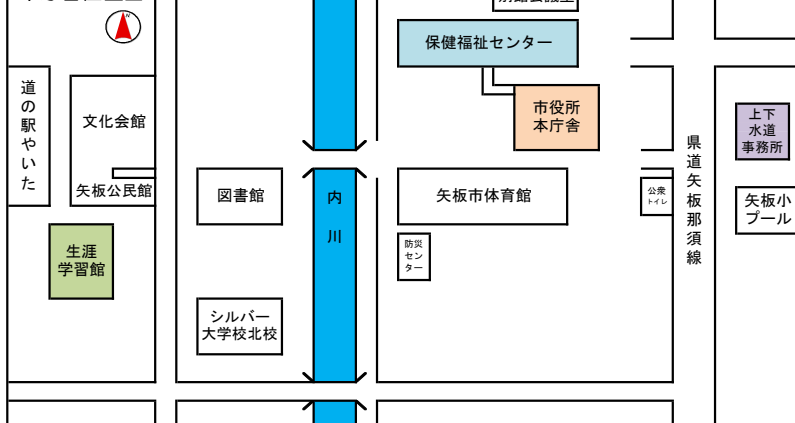 保健福祉センター
市役所
本庁舎
道の駅やいた
文化会館
矢板公民館
生涯
学習館
図書館
シルバー
大学校北校
内川
矢板市体育館
防災
セン
ター
公衆
トイレ
県道矢板那須線
上下
水道
事務所
矢板小
プール